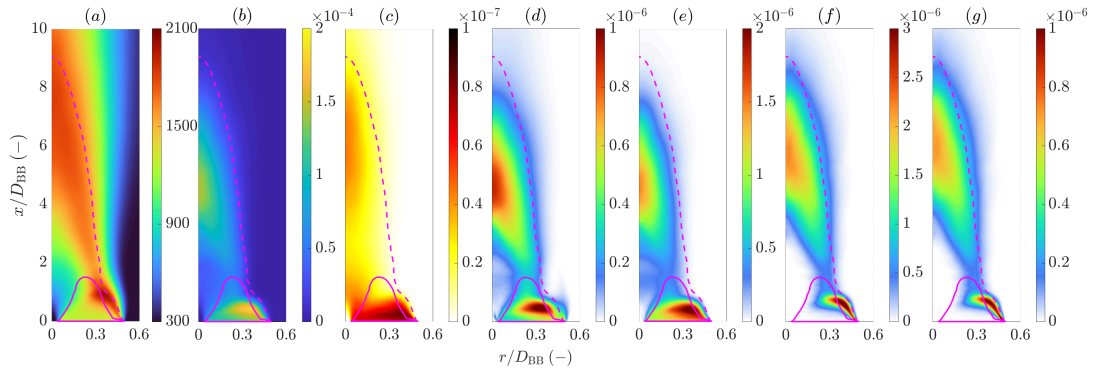 (a) (b) ×10⁻⁴ (c) ×10⁻⁷ (d) ×10⁻⁶ (e) ×10⁻⁶ (f) ×10⁻⁶ (g) ×10⁻⁶
10 2100 2 1 1 2 3 1
8 1.5 0.8 0.8 2.5 0.8
1500 1.5
6 0.6 0.6 2 0.6
x/D_BB (–) 1 1 1.5
4 0.4 0.4 0.4
900 1
2 0.5 0.2 0.2 0.5 0.5 0.2
0 300 0 0 0 0 0 0
0 0.3 0.6 0 0.3 0.6 0 0.3 0.6 0 0.3 0.6 0 0.3 0.6 0 0.3 0.6 0 0.3 0.6
r/D_BB (–)